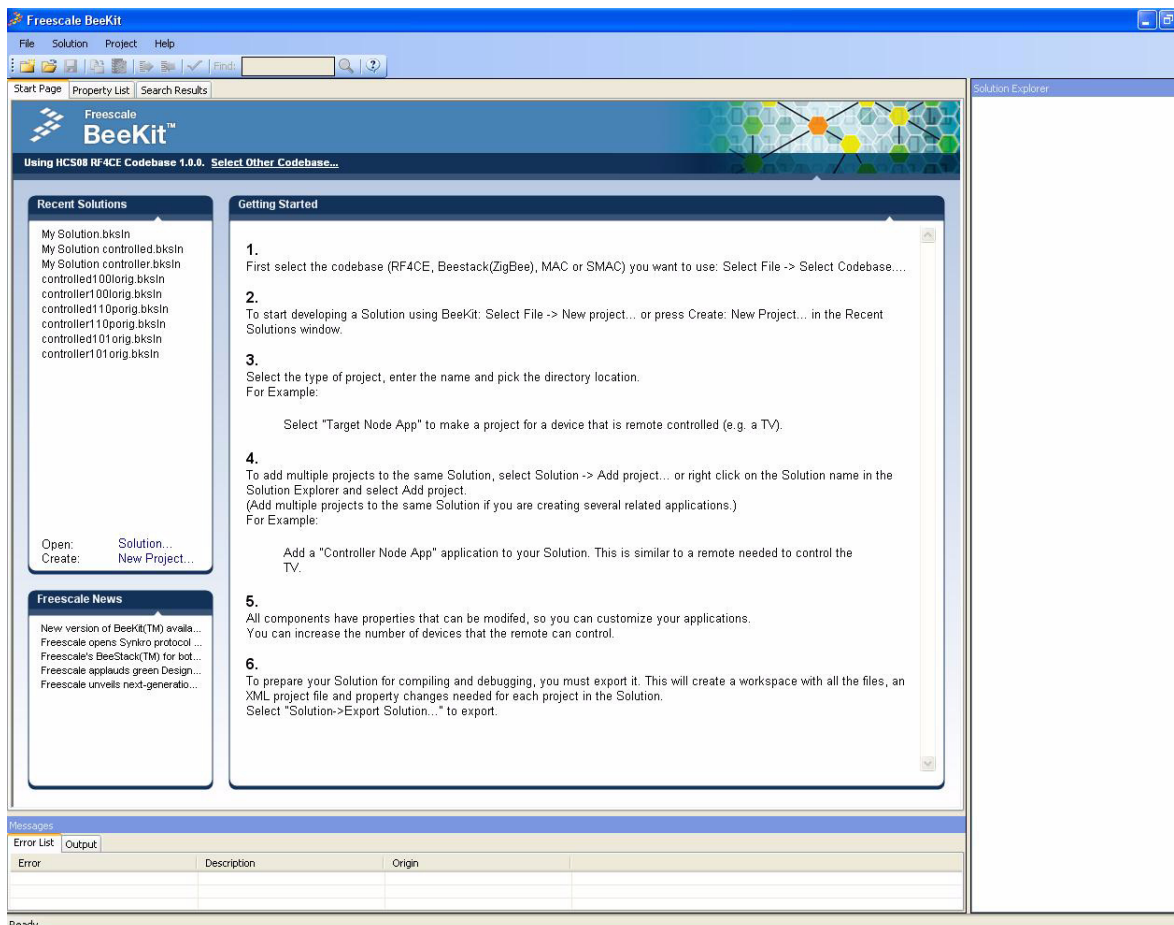 Freescale BeeKit
File Solution Project Help
Find:
Start Page Property List Search Results
Solution Explorer
Freescale
BeeKit™
Using HCS08 RF4CE Codebase 1.0.0. Select Other Codebase...
Recent Solutions
My Solution.bksln
My Solution controlled.bksln
My Solution controller.bksln
controlled100lorig.bksln
controller100lorig.bksln
controlled110porig.bksln
controller110porig.bksln
controlled101orig.bksln
controller101orig.bksln
Open: Solution...
Create: New Project...
Freescale News
New version of BeeKit(TM) availa...
Freescale opens Synkro protocol ...
Freescale's BeeStack(TM) for bot...
Freescale applauds green Design...
Freescale unveils next-generatio...
Getting Started
1.
First select the codebase (RF4CE, Beestack(ZigBee), MAC or SMAC) you want to use: Select File -> Select Codebase....
2.
To start developing a Solution using BeeKit: Select File -> New project... or press Create: New Project... in the Recent
Solutions window.
3.
Select the type of project, enter the name and pick the directory location.
For Example:
Select "Target Node App" to make a project for a device that is remote controlled (e.g. a TV).
4.
To add multiple projects to the same Solution, select Solution -> Add project... or right click on the Solution name in the
Solution Explorer and select Add project.
(Add multiple projects to the same Solution if you are creating several related applications.)
For Example:
Add a "Controller Node App" application to your Solution. This is similar to a remote needed to control the
TV.
5.
All components have properties that can be modifed, so you can customize your applications.
You can increase the number of devices that the remote can control.
6.
To prepare your Solution for compiling and debugging, you must export it. This will create a workspace with all the files, an
XML project file and property changes needed for each project in the Solution.
Select "Solution->Export Solution..." to export.
Messages
Error List Output
Error Description Origin
Ready